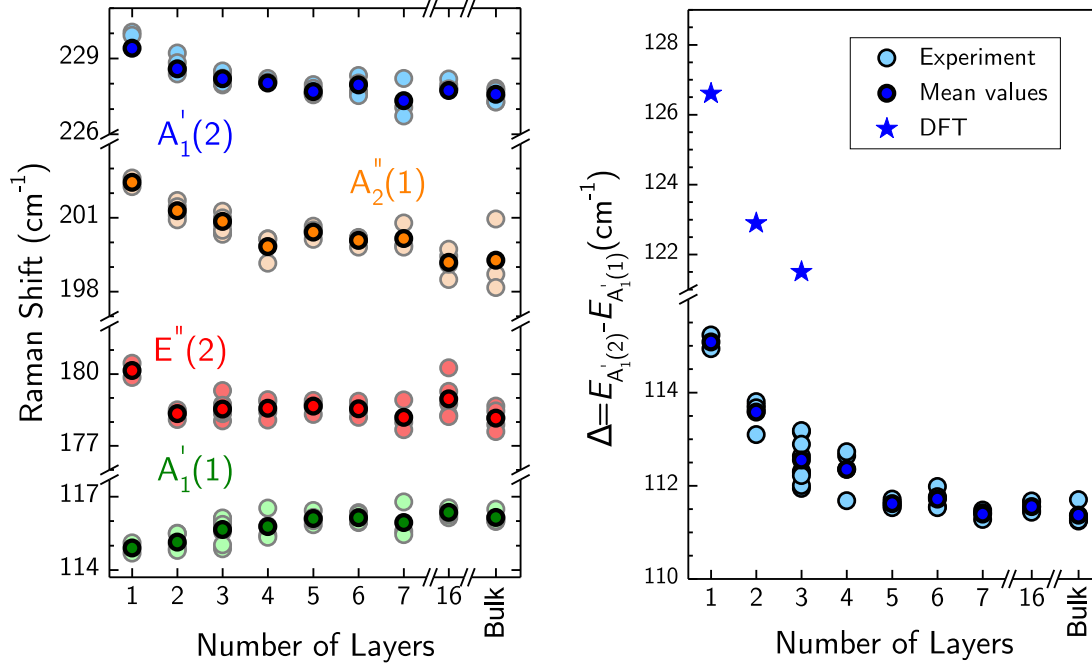 229
226
201
198
180
177
117
114
Raman Shift (cm⁻¹)
A₁'(2)
A₂"(1)
E"(2)
A₁'(1)
1 2 3 4 5 6 7 16 Bulk
Number of Layers
128
126
124
122
114
112
110
Δ=E_A₁'(2)-E_A₁'(1)(cm⁻¹)
Experiment
Mean values
DFT
1 2 3 4 5 6 7 16 Bulk
Number of Layers